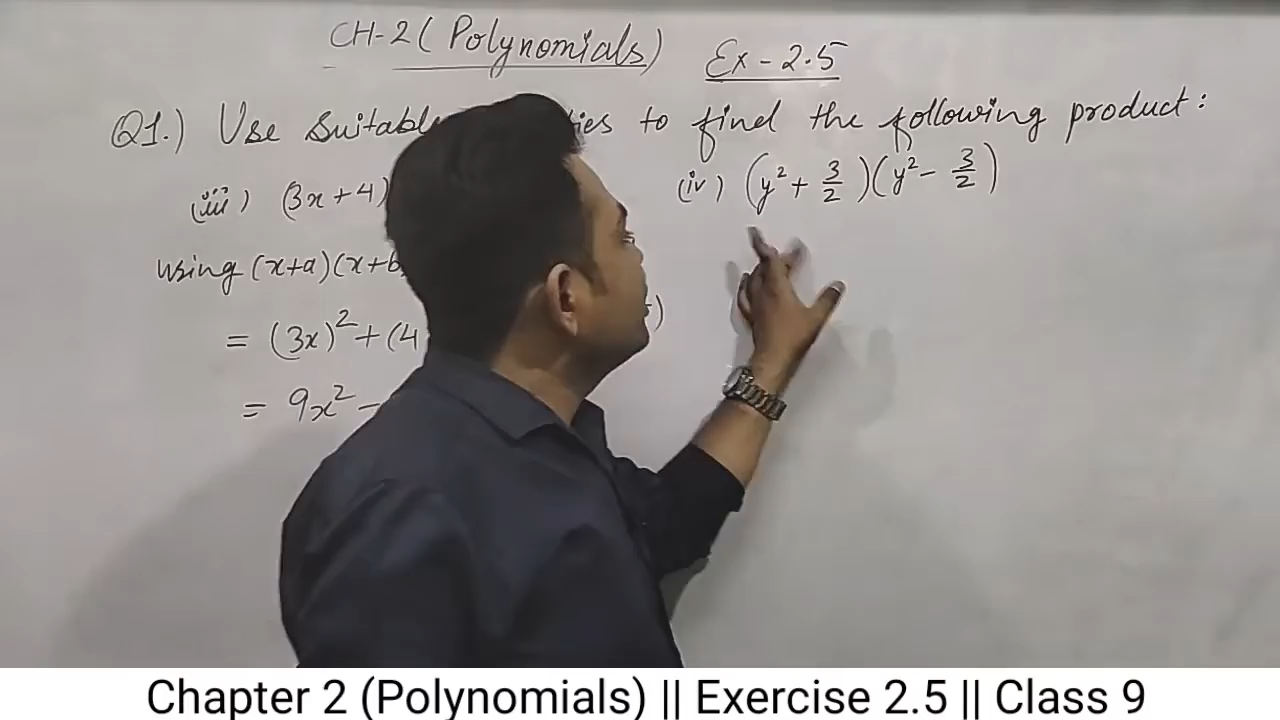 CH-2 (Polynomials) Ex - 2.5
Q1.) Use Suitable to find the following product:
(iii) (3x+4) (iv) (y² + 3/2)(y² - 3/2)
using (x+a)(x+b
= (3x)² + (4
= 9x² -
Chapter 2 (Polynomials) || Exercise 2.5 || Class 9